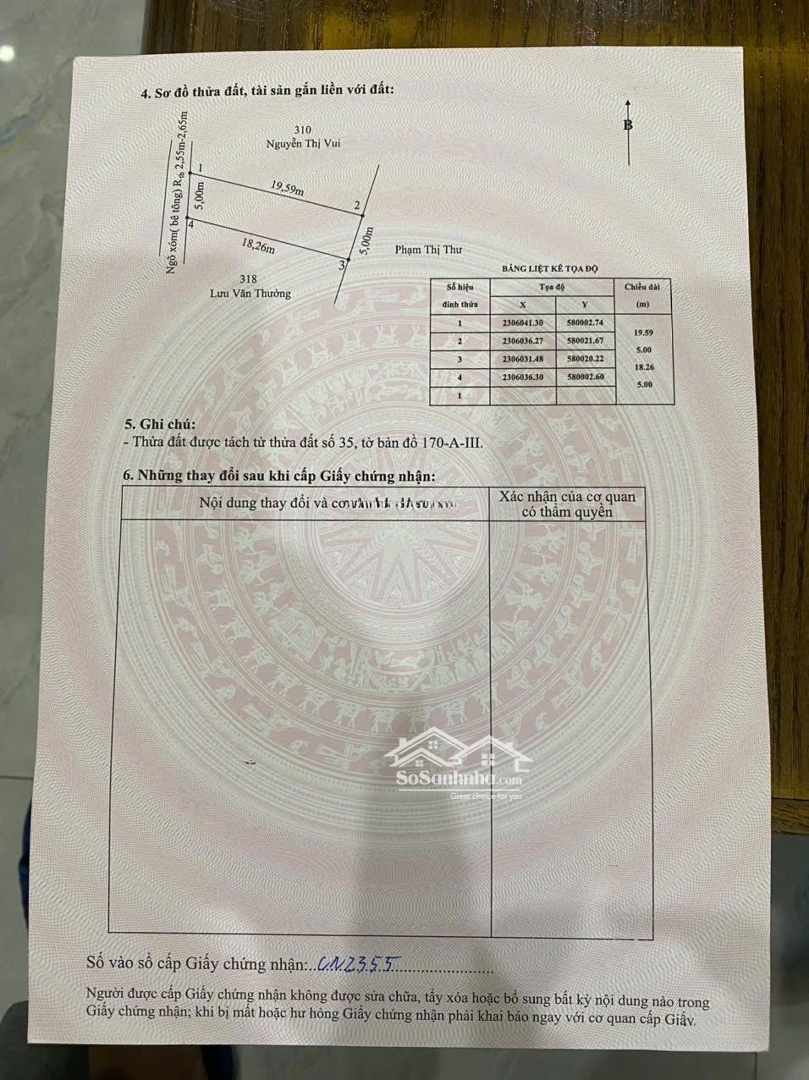 4. Sơ đồ thửa đất, tài sản gắn liền với đất:
B
310
Nguyễn Thị Vui
Ngõ xóm( bê tông) Rth 2,55m-2,65m
1
19,59m
2
5,00m
4
18,26m
3
5,00m
Phạm Thị Thư
318
Lưu Văn Thưởng
BẢNG LIỆT KÊ TỌA ĐỘ
Số hiệu đỉnh thửa Tọa độ Chiều dài (m)
X Y
1 2306041.30 580002.74
19.59
2 2306036.27 580021.67
5.00
3 2306031.48 580020.22
18.26
4 2306036.30 580002.60
5.00
1
5. Ghi chú:
- Thửa đất được tách từ thửa đất số 35, tờ bản đồ 170-A-III.
6. Những thay đổi sau khi cấp Giấy chứng nhận:
Nội dung thay đổi và cơ
Xác nhận của cơ quan
có thẩm quyền
SoSanhnha.com
Great choice for you
Số vào sổ cấp Giấy chứng nhận:..CN2355
Người được cấp Giấy chứng nhận không được sửa chữa, tẩy xóa hoặc bổ sung bất kỳ nội dung nào trong
Giấy chứng nhận; khi bị mất hoặc hư hỏng Giấy chứng nhận phải khai báo ngay với cơ quan cấp Giấy.